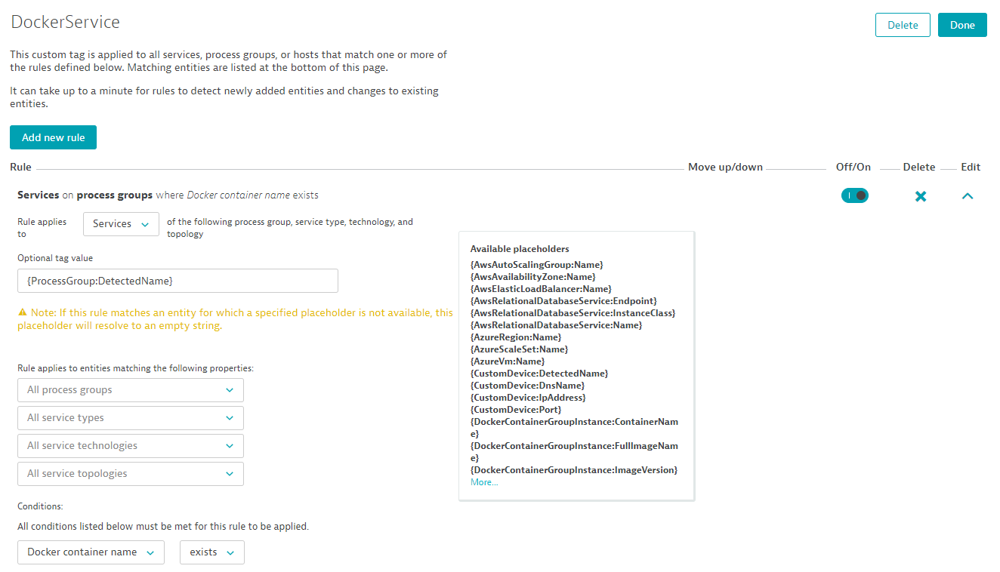 DockerService
Delete
Done
This custom tag is applied to all services, process groups, or hosts that match one or more of
the rules defined below. Matching entities are listed at the bottom of this page.
It can take up to a minute for rules to detect newly added entities and changes to existing
entities.
Add new rule
Rule
Move up/down
Off/On
Delete
Edit
Services on process groups where Docker container name exists
Rule applies
to
Services
of the following process group, service type, technology, and
topology
Optional tag value
{ProcessGroup:DetectedName}
Note: If this rule matches an entity for which a specified placeholder is not available, this
placeholder will resolve to an empty string.
Available placeholders
{AwsAutoScalingGroup:Name}
{AwsAvailabilityZone:Name}
{AwsElasticLoadBalancer:Name}
{AwsRelationalDatabaseService:Endpoint}
{AwsRelationalDatabaseService:InstanceClass}
{AwsRelationalDatabaseService:Name}
{AzureRegion:Name}
{AzureScaleSet:Name}
{AzureVm:Name}
{CustomDevice:DetectedName}
{CustomDevice:DnsName}
{CustomDevice:IpAddress}
{CustomDevice:Port}
{DockerContainerGroupInstance:ContainerNam
e}
{DockerContainerGroupInstance:FullImageNam
e}
{DockerContainerGroupInstance:ImageVersion}
More...
Rule applies to entities matching the following properties:
All process groups
All service types
All service technologies
All service topologies
Conditions:
All conditions listed below must be met for this rule to be applied.
Docker container name
exists